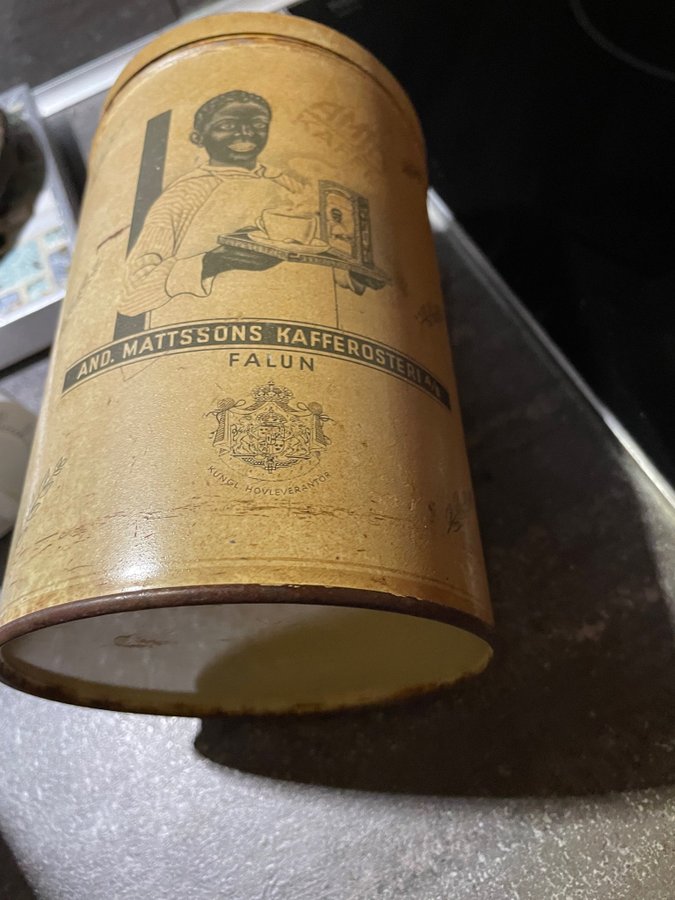 AND. MATTSSONS KAFFEROSTERI A/B
FALUN
KUNGL. HOVLEVERANTÖR